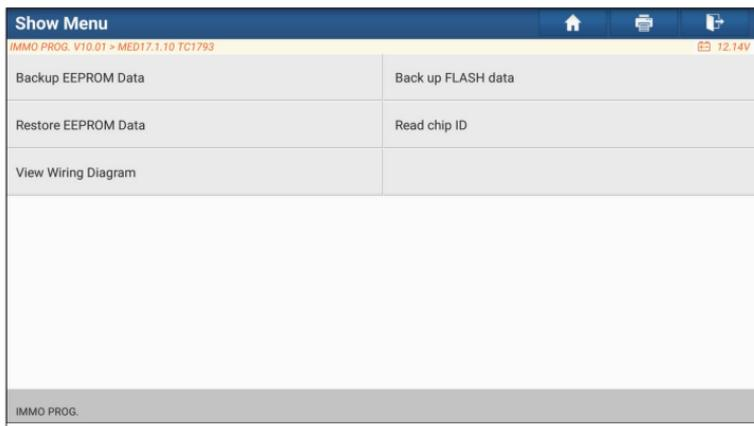 Show Menu
IMMO PROG. V10.01 > MED17.1.10 TC1793 12.14V
Backup EEPROM Data Back up FLASH data
Restore EEPROM Data Read chip ID
View Wiring Diagram
IMMO PROG.